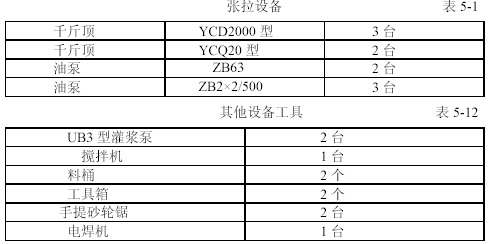 张拉设备 表 5-1
千斤顶 YCD2000 型 3 台
千斤顶 YCQ20 型 2 台
油泵 ZB63 2 台
油泵 ZB2×2/500 3 台
其他设备工具 表 5-12
UB3 型灌浆泵 2 台
搅拌机 1 台
料桶 2 个
工具箱 2 个
手提砂轮锯 2 台
电焊机 1 台